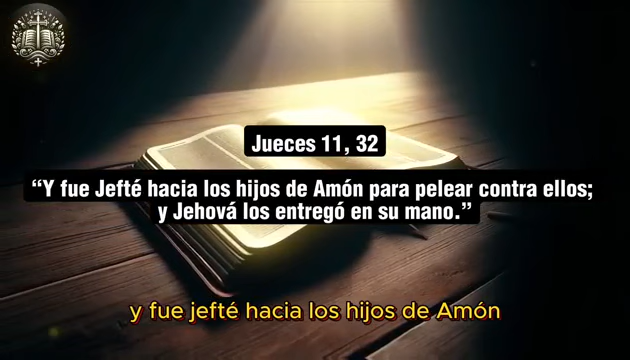 Jueces 11, 32
“Y fue Jefté hacia los hijos de Amón para pelear contra ellos;
y Jehová los entregó en su mano.”
y fue jefté hacia los hijos de Amón